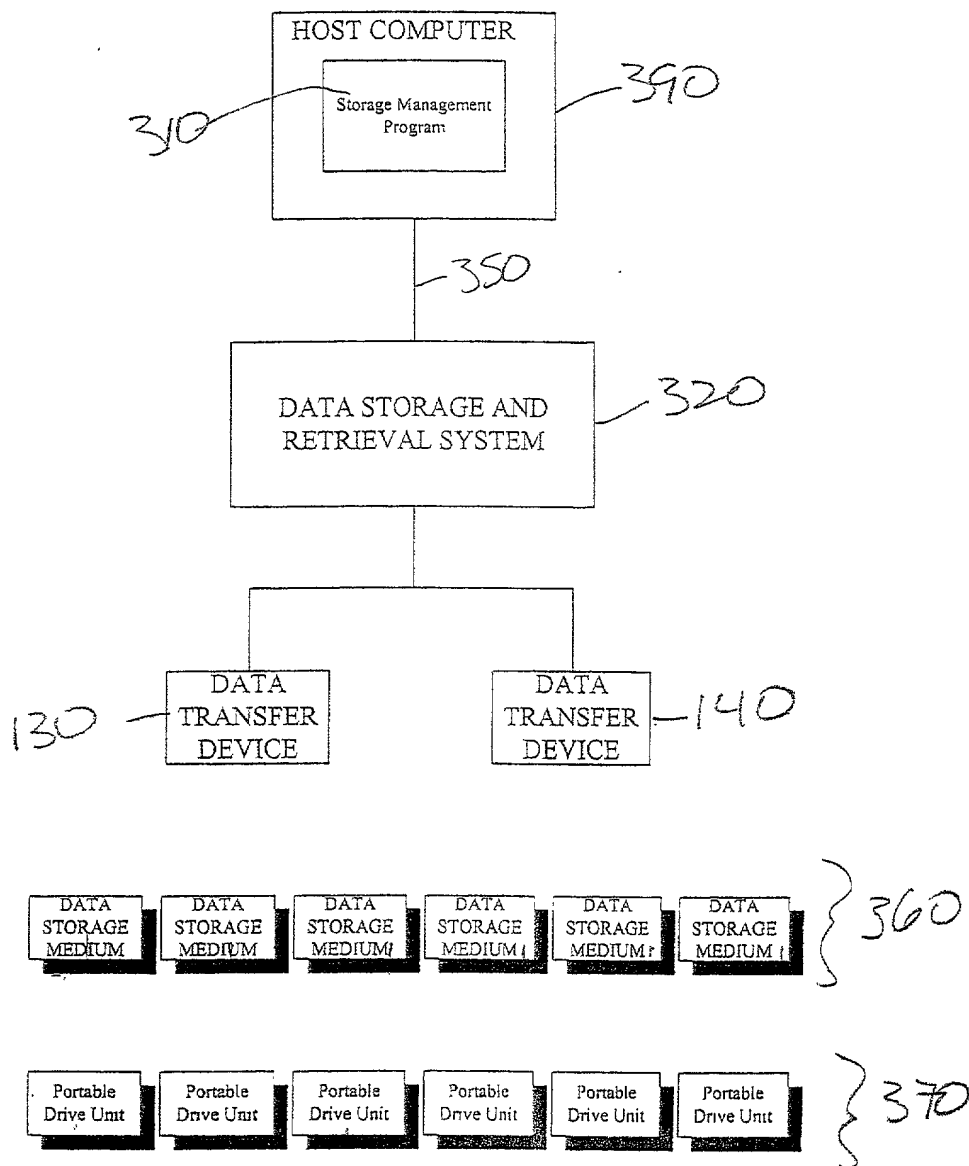 HOST COMPUTER
Storage Management
Program
390
310
350
DATA STORAGE AND
RETRIEVAL SYSTEM
320
DATA
TRANSFER
DEVICE
130
DATA
TRANSFER
DEVICE
140
DATA
STORAGE
MEDIUM
DATA
STORAGE
MEDIUM
DATA
STORAGE
MEDIUM
DATA
STORAGE
MEDIUM
DATA
STORAGE
MEDIUM
DATA
STORAGE
MEDIUM
360
Portable
Drive Unit
Portable
Drive Unit
Portable
Drive Unit
Portable
Drive Unit
Portable
Drive Unit
Portable
Drive Unit
370